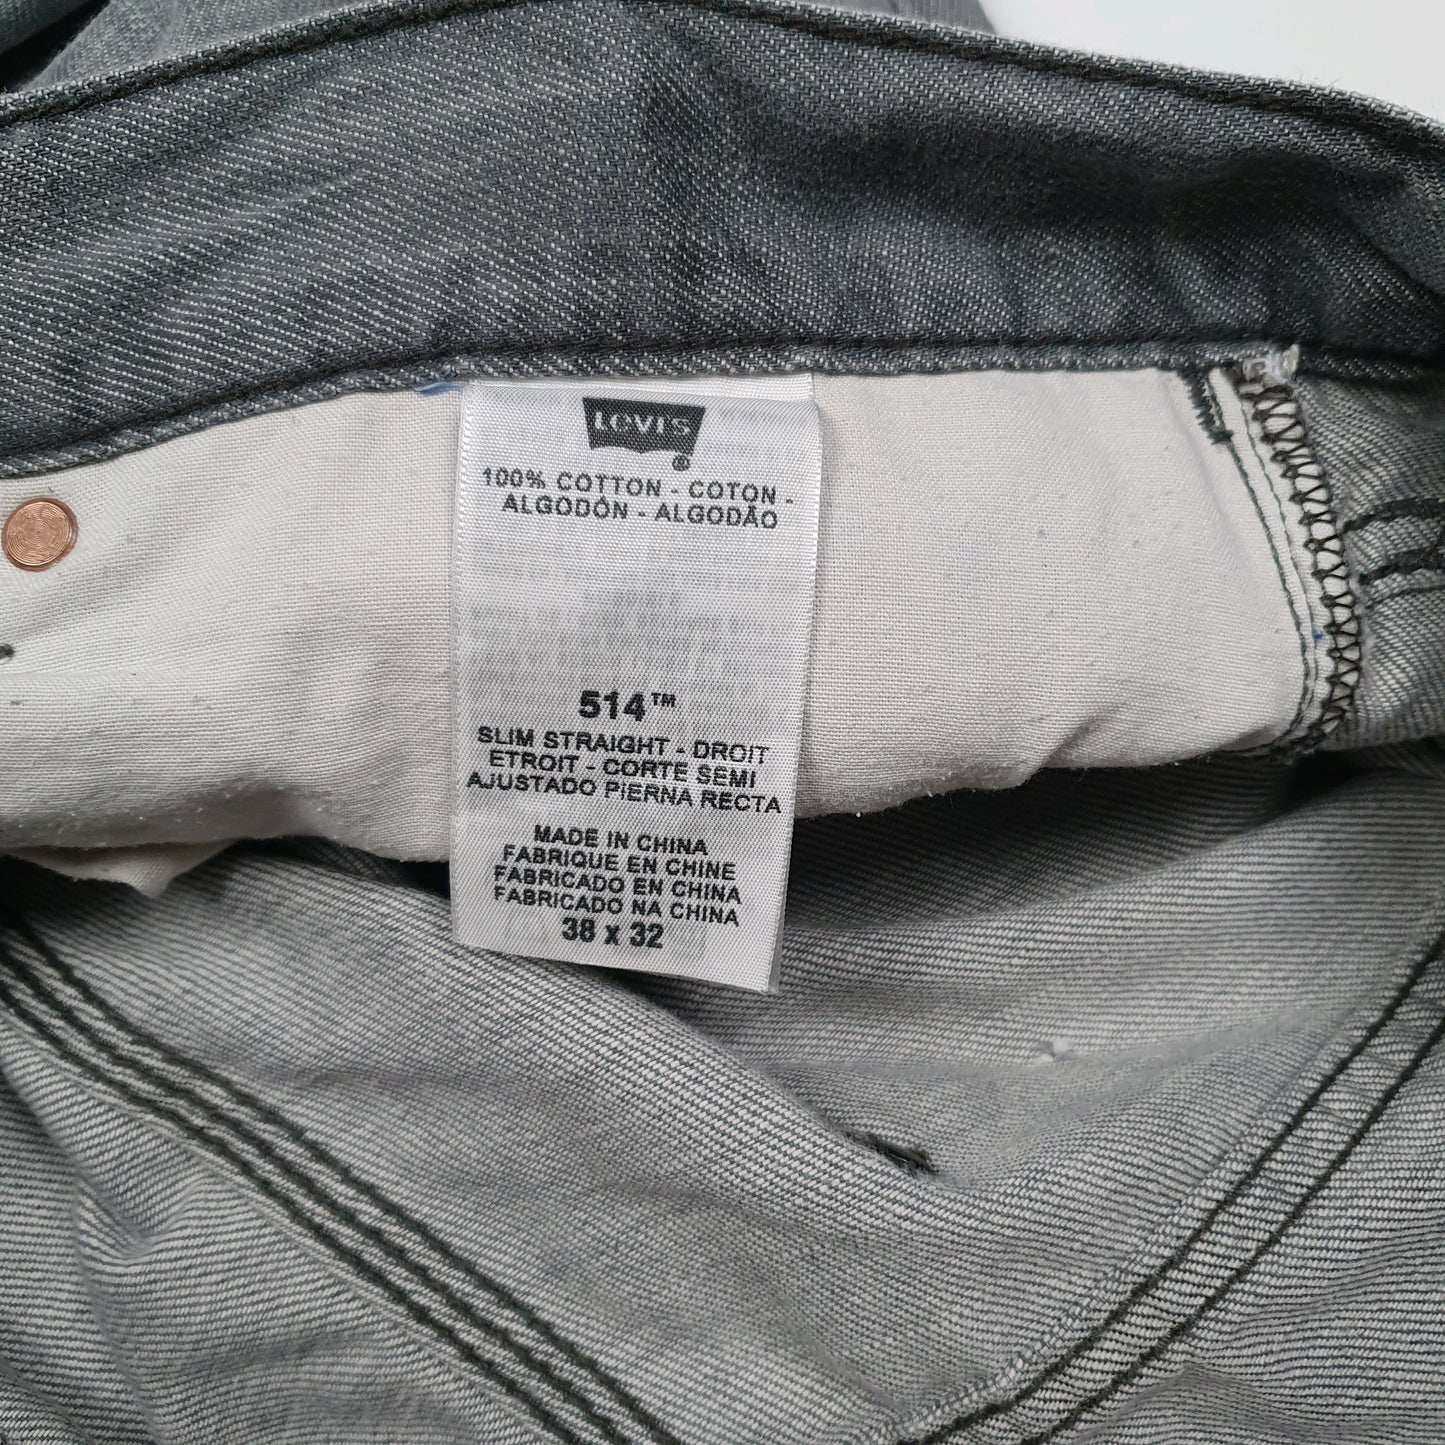 Levi's
®
100% COTTON - COTON -
ALGODÓN - ALGODÃO
514™
SLIM STRAIGHT - DROIT
ETROIT - CORTE SEMI
AJUSTADO PIERNA RECTA
MADE IN CHINA
FABRIQUE EN CHINE
FABRICADO EN CHINA
FABRICADO NA CHINA
38 x 32